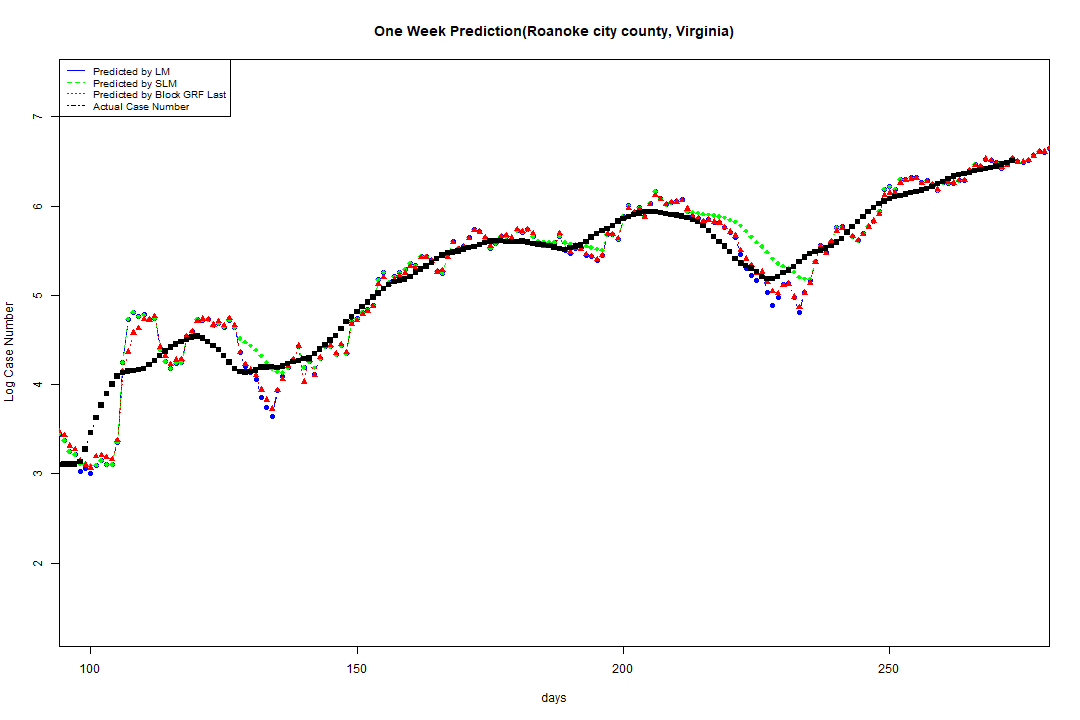 One Week Prediction(Roanoke city county, Virginia)
Predicted by LM
Predicted by SLM
Predicted by Block GRF Last
Actual Case Number
7
6
5
4
3
2
Log Case Number
100 150 200 250
days